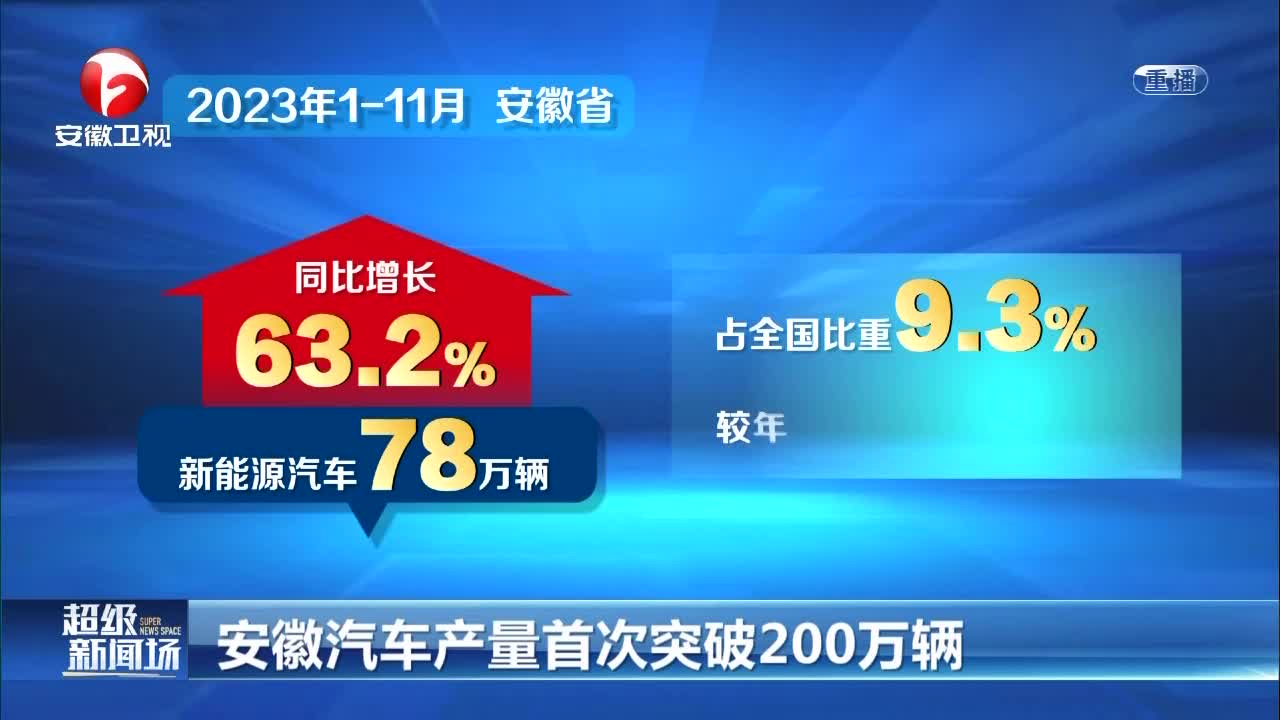 安徽卫视
2023年1-11月 安徽省
重播
同比增长
63.2%
新能源汽车78万辆
占全国比重9.3%
较年
超级
新闻场
SUPER
NEWS SPACE
安徽汽车产量首次突破200万辆